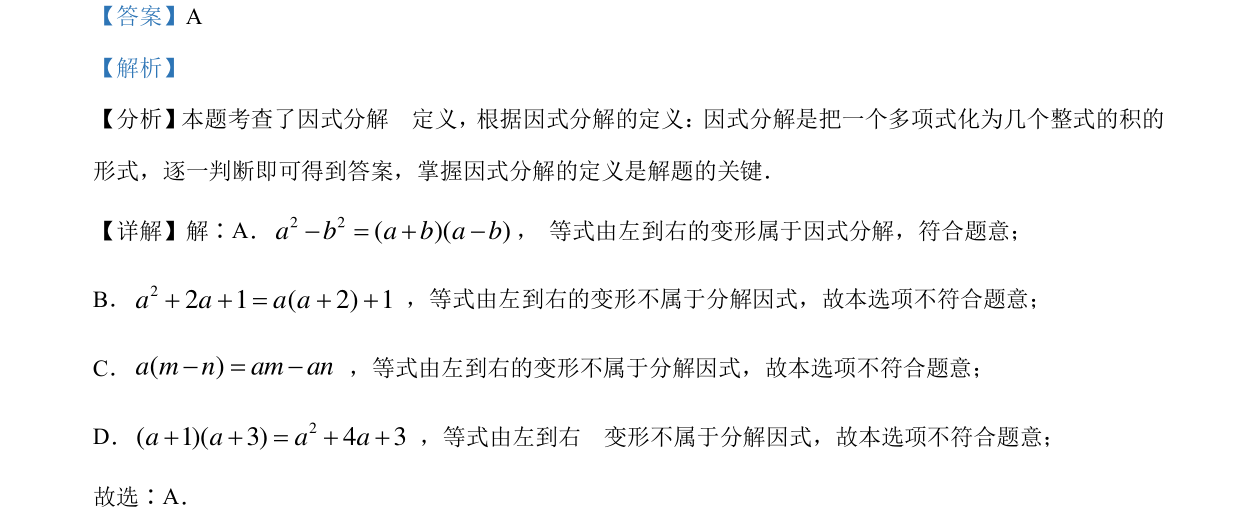 【答案】A
【解析】
【分析】本题考查了因式分解 定义，根据因式分解的定义：因式分解是把一个多项式化为几个整式的积的
形式，逐一判断即可得到答案，掌握因式分解的定义是解题的关键．
【详解】解：A．a²－b²＝(a＋b)(a－b)， 等式由左到右的变形属于因式分解，符合题意；
B．a²＋2a＋1＝a(a＋2)＋1 ，等式由左到右的变形不属于分解因式，故本选项不符合题意；
C．a(m－n)＝am－an ，等式由左到右的变形不属于分解因式，故本选项不符合题意；
D．(a＋1)(a＋3)＝a²＋4a＋3 ，等式由左到右 变形不属于分解因式，故本选项不符合题意；
故选：A．